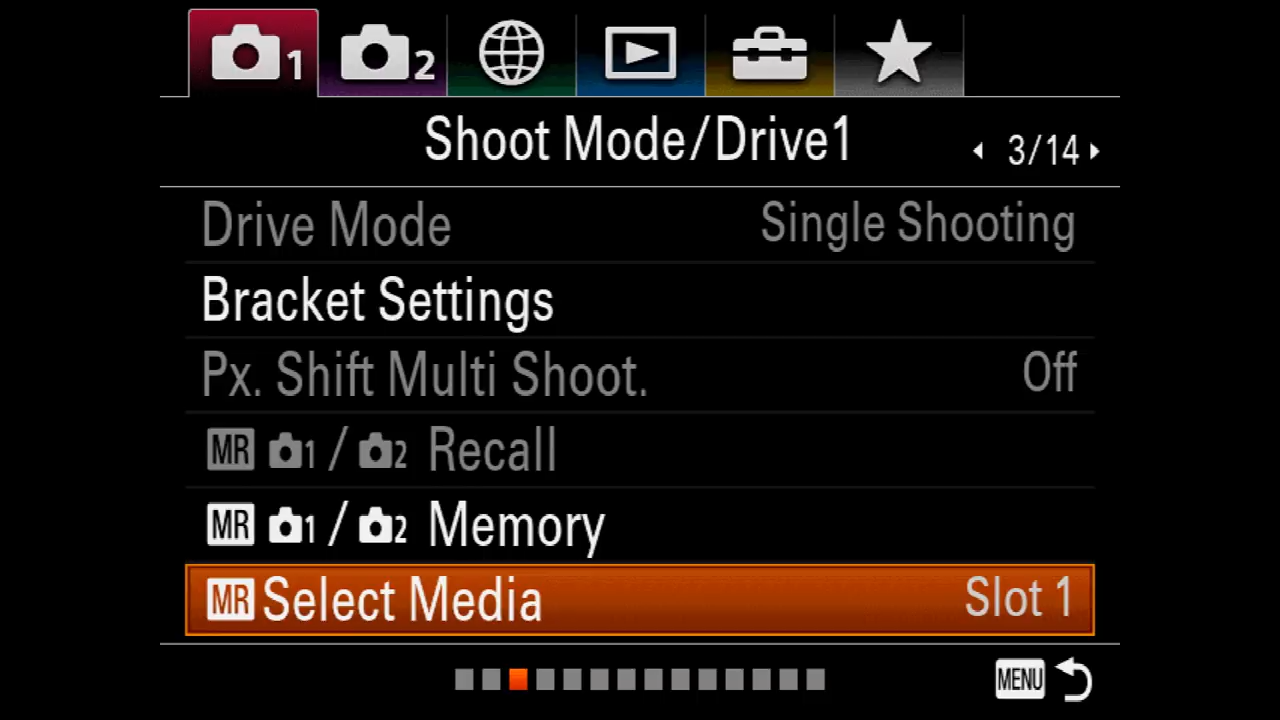 1 2
Shoot Mode/Drive1 3/14
Drive Mode Single Shooting
Bracket Settings
Px. Shift Multi Shoot. Off
MR 1 / 2 Recall
MR 1 / 2 Memory
MR Select Media Slot 1
MENU